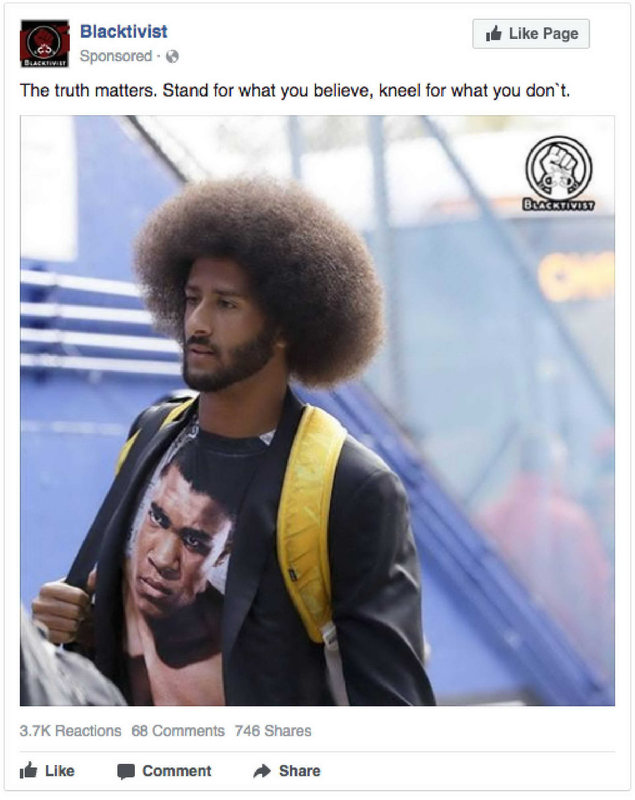 Blacktivist
Like Page
BLACKTIVIST
Sponsored ·
The truth matters. Stand for what you believe, kneel for what you don`t.
BLACKTIVIST
3.7K Reactions 68 Comments 746 Shares
Like Comment Share